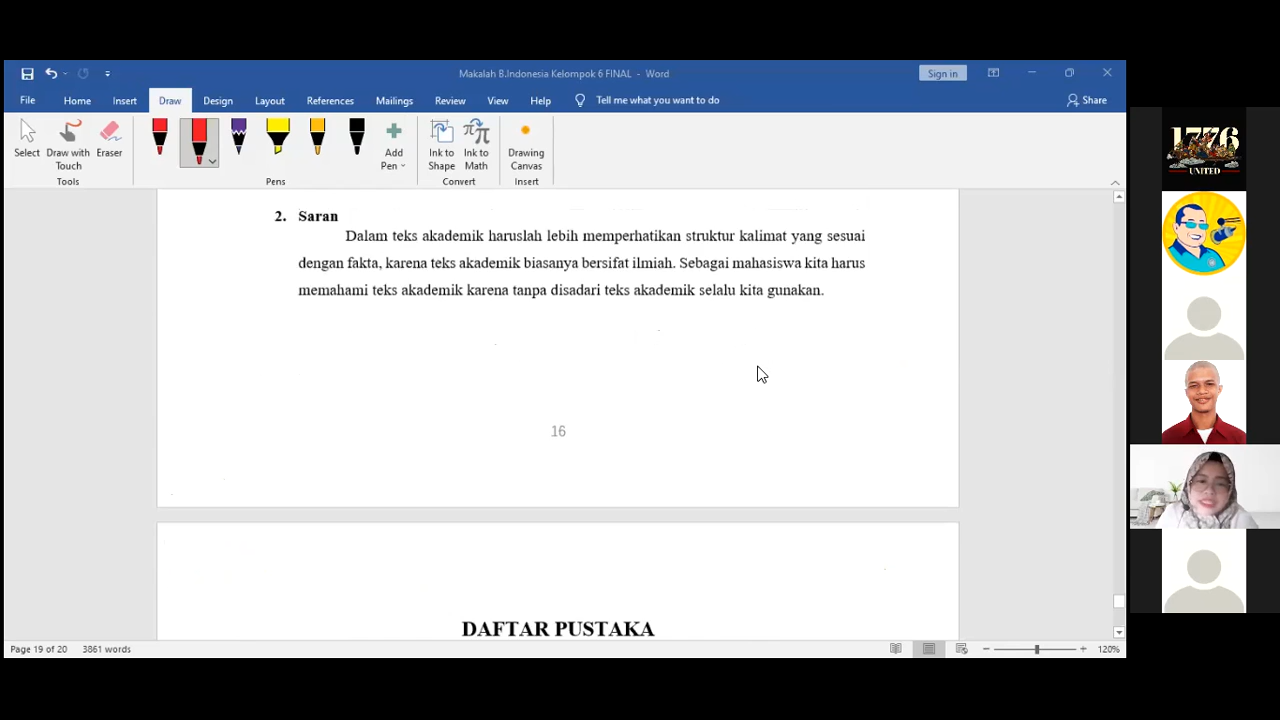 Makalah B.Indonesia Kelompok 6 FINAL - Word
Sign in
File Home Insert Draw Design Layout References Mailings Review View Help Tell me what you want to do Share
Select
Draw with Touch
Eraser
Add Pen
Ink to Shape
Ink to Math
Drawing Canvas
Tools Pens Convert Insert
2. Saran
Dalam teks akademik haruslah lebih memperhatikan struktur kalimat yang sesuai
dengan fakta, karena teks akademik biasanya bersifat ilmiah. Sebagai mahasiswa kita harus
memahami teks akademik karena tanpa disadari teks akademik selalu kita gunakan.
16
DAFTAR PUSTAKA
Page 19 of 20 3861 words
120%
1776
UNITED